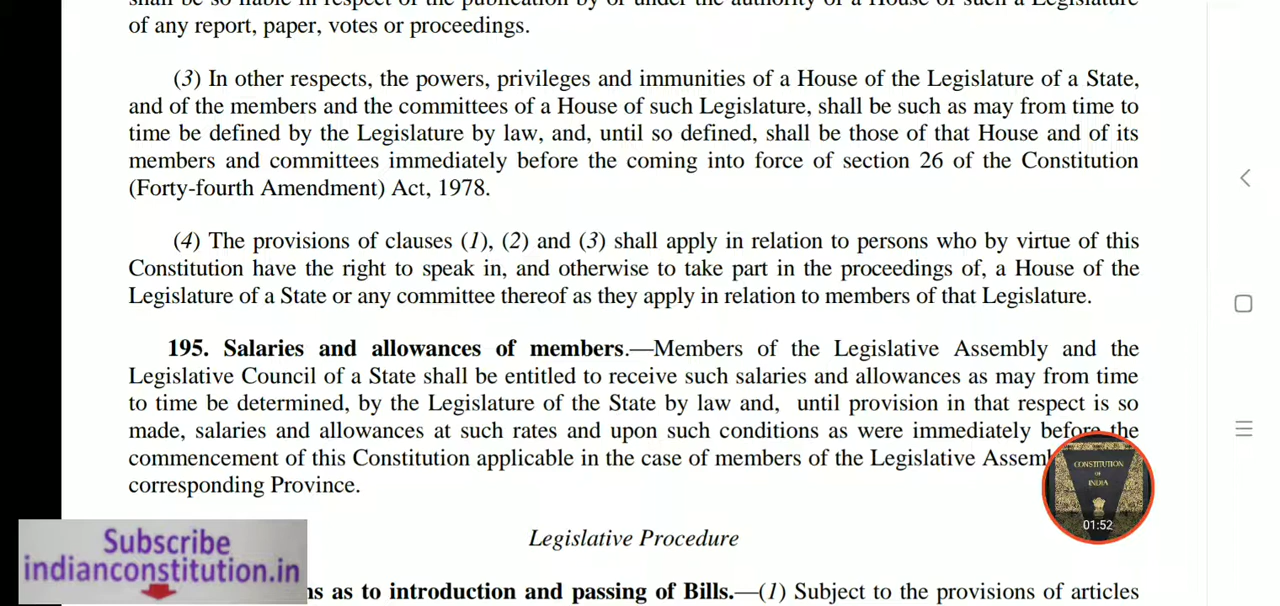 of any report, paper, votes or proceedings.
(3) In other respects, the powers, privileges and immunities of a House of the Legislature of a State,
and of the members and the committees of a House of such Legislature, shall be such as may from time to
time be defined by the Legislature by law, and, until so defined, shall be those of that House and of its
members and committees immediately before the coming into force of section 26 of the Constitution
(Forty-fourth Amendment) Act, 1978.
(4) The provisions of clauses (1), (2) and (3) shall apply in relation to persons who by virtue of this
Constitution have the right to speak in, and otherwise to take part in the proceedings of, a House of the
Legislature of a State or any committee thereof as they apply in relation to members of that Legislature.
195. Salaries and allowances of members.—Members of the Legislative Assembly and the
Legislative Council of a State shall be entitled to receive such salaries and allowances as may from time
to time be determined, by the Legislature of the State by law and, until provision in that respect is so
made, salaries and allowances at such rates and upon such conditions as were immediately before the
commencement of this Constitution applicable in the case of members of the Legislative
corresponding Province.
CONSTITUTION
OF
INDIA
01:52
Legislative Procedure
Subscribe
indianconstitution.in
as to introduction and passing of Bills.—(1) Subject to the provisions of articles